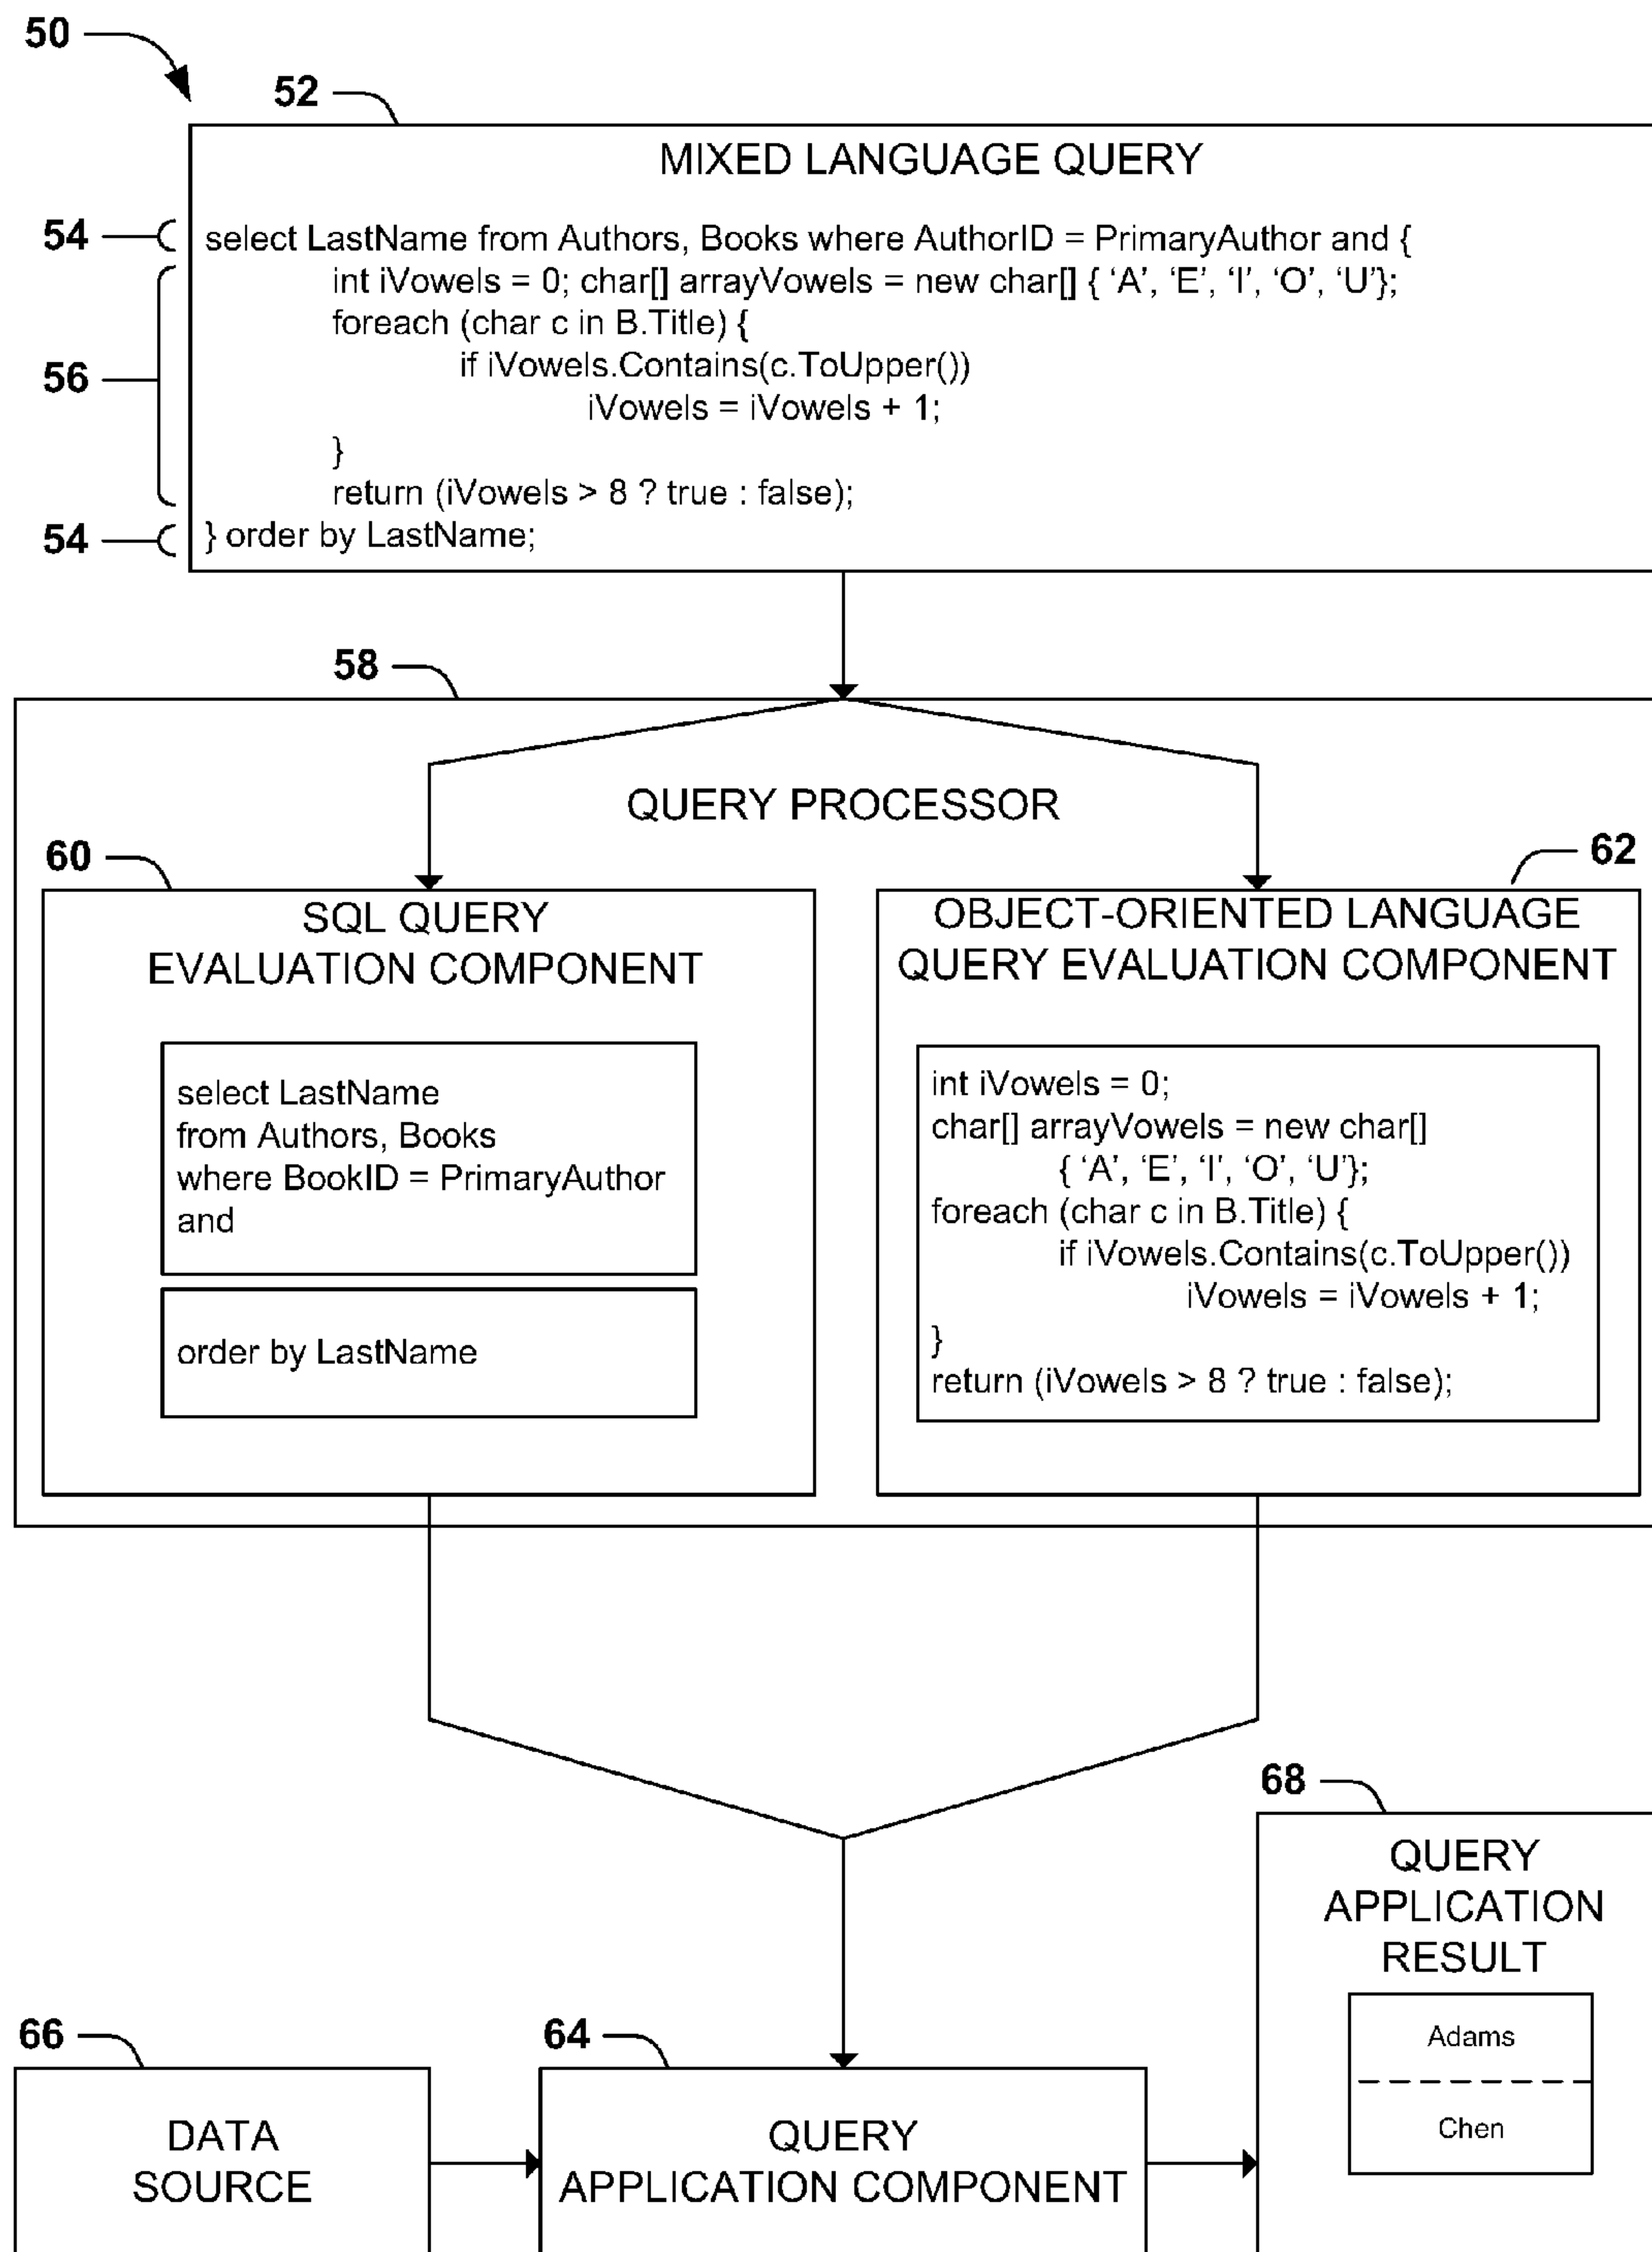 50
52
MIXED LANGUAGE QUERY
54
select LastName from Authors, Books where AuthorID = PrimaryAuthor and {
int iVowels = 0; char[] arrayVowels = new char[] { ‘A’, ‘E’, ‘I’, ‘O’, ‘U’};
foreach (char c in B.Title) {
56
if iVowels.Contains(c.ToUpper())
iVowels = iVowels + 1;
}
return (iVowels > 8 ? true : false);
54
} order by LastName;
58
QUERY PROCESSOR
60
SQL QUERY
EVALUATION COMPONENT
select LastName
from Authors, Books
where BookID = PrimaryAuthor
and
order by LastName
62
OBJECT-ORIENTED LANGUAGE
QUERY EVALUATION COMPONENT
int iVowels = 0;
char[] arrayVowels = new char[]
{ ‘A’, ‘E’, ‘I’, ‘O’, ‘U’};
foreach (char c in B.Title) {
if iVowels.Contains(c.ToUpper())
iVowels = iVowels + 1;
}
return (iVowels > 8 ? true : false);
66
DATA
SOURCE
64
QUERY
APPLICATION COMPONENT
68
QUERY
APPLICATION
RESULT
Adams
Chen